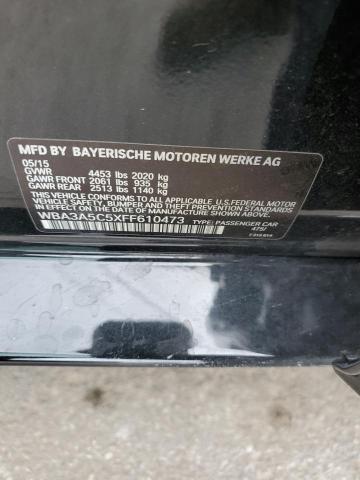 MFD BY BAYERISCHE MOTOREN WERKE AG
05/15
GVWR 4453 lbs 2020 kg
GAWR FRONT 2061 lbs 935 kg
GAWR REAR 2513 lbs 1140 kg
THIS VEHICLE CONFORMS TO ALL APPLICABLE U.S.FEDERAL MOTOR
VEHICLE SAFETY, BUMPER, AND THEFT PREVENTION STANDARDS IN
EFFECT ON THE DATE OF MANUFACTURE SHOWN ABOVE.
WBA3A5C5XFF610473 TYPE: PASSENGER CAR
475/